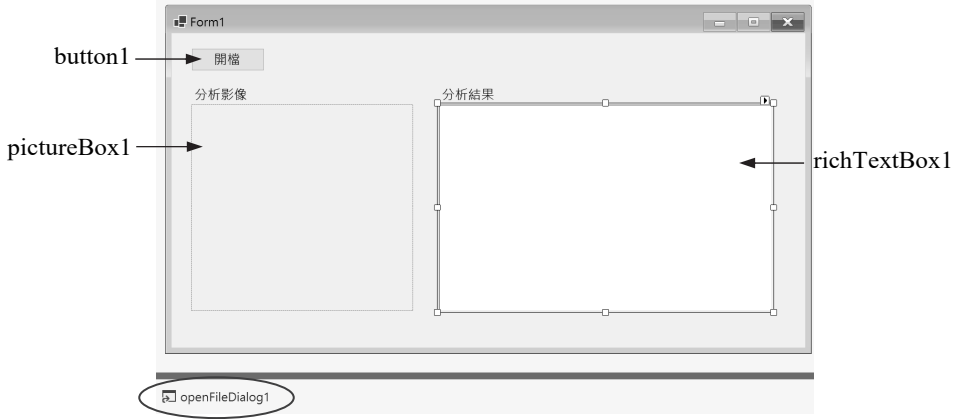 Form1
button1
開檔
分析影像
分析結果
pictureBox1
richTextBox1
openFileDialog1